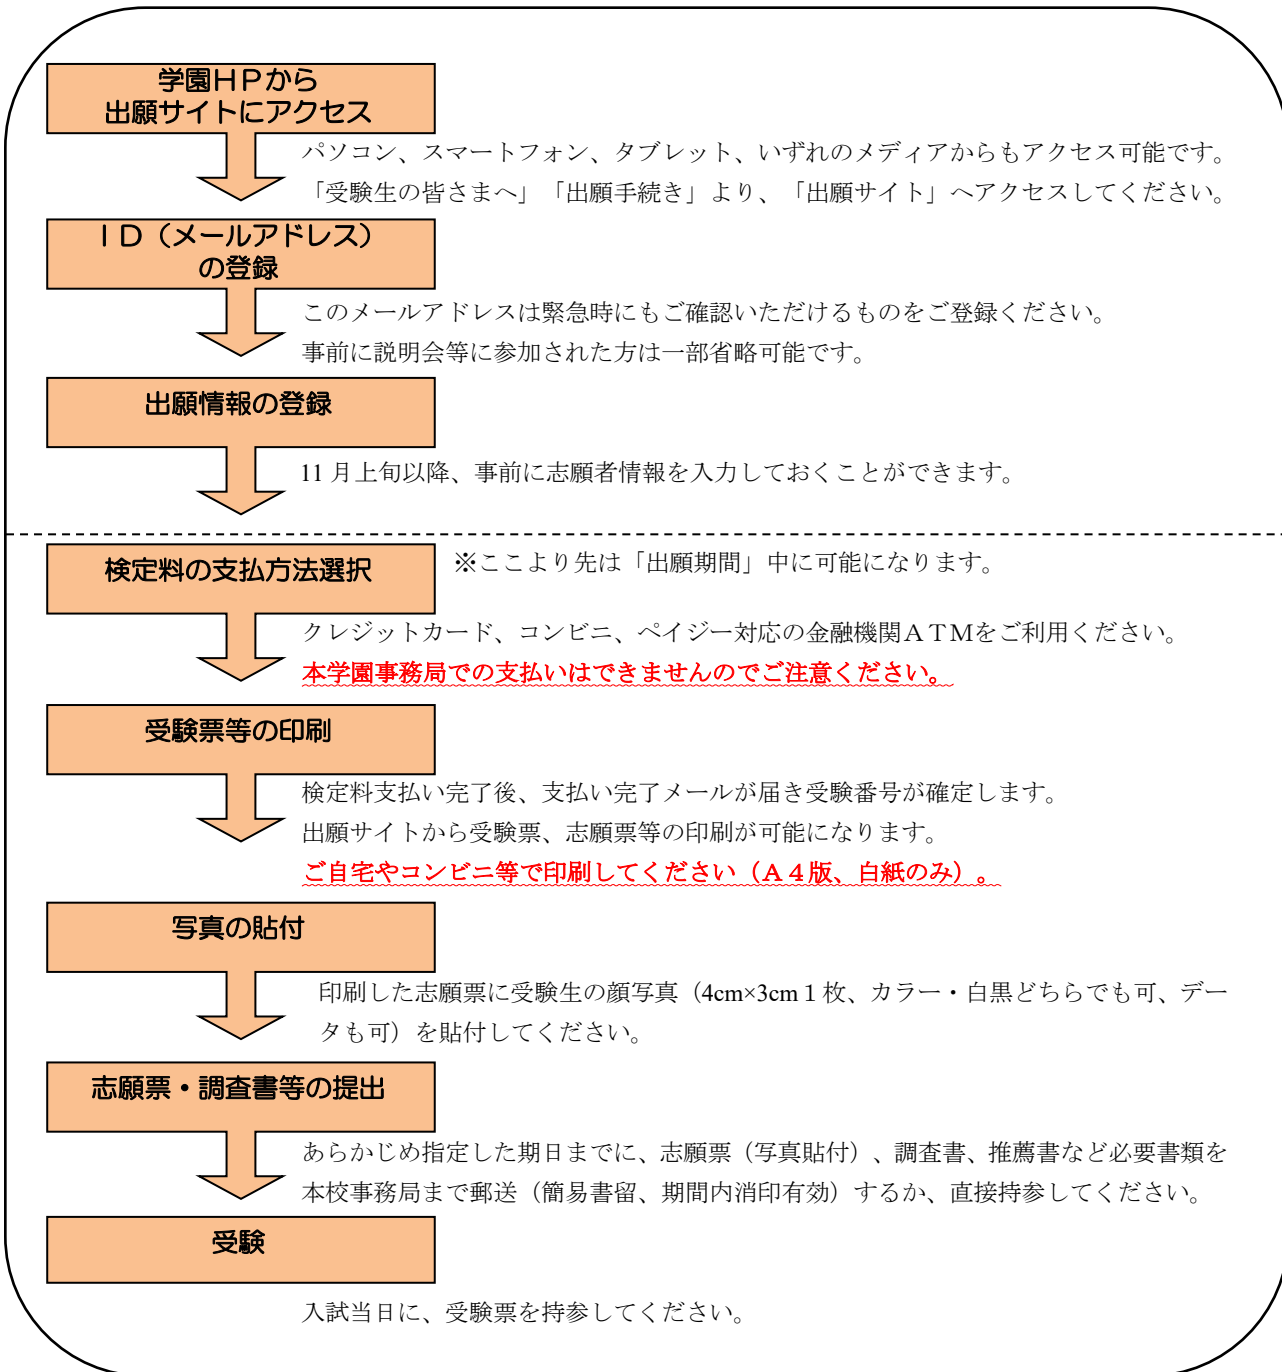 学園ＨＰから
出願サイトにアクセス
パソコン、スマートフォン、タブレット、いずれのメディアからもアクセス可能です。
「受験生の皆さまへ」「出願手続き」より、「出願サイト」へアクセスしてください。
ＩＤ（メールアドレス）
の登録
このメールアドレスは緊急時にもご確認いただけるものをご登録ください。
事前に説明会等に参加された方は一部省略可能です。
出願情報の登録
11 月上旬以降、事前に志願者情報を入力しておくことができます。
検定料の支払方法選択
※ここより先は「出願期間」中に可能になります。
クレジットカード、コンビニ、ペイジー対応の金融機関ＡＴＭをご利用ください。
本学園事務局での支払いはできませんのでご注意ください。
受験票等の印刷
検定料支払い完了後、支払い完了メールが届き受験番号が確定します。
出願サイトから受験票、志願票等の印刷が可能になります。
ご自宅やコンビニ等で印刷してください（Ａ４版、白紙のみ）。
写真の貼付
印刷した志願票に受験生の顔写真（4cm×3cm１枚、カラー・白黒どちらでも可、デー
タも可）を貼付してください。
志願票・調査書等の提出
あらかじめ指定した期日までに、志願票（写真貼付）、調査書、推薦書など必要書類を
本校事務局まで郵送（簡易書留、期間内消印有効）するか、直接持参してください。
受験
入試当日に、受験票を持参してください。